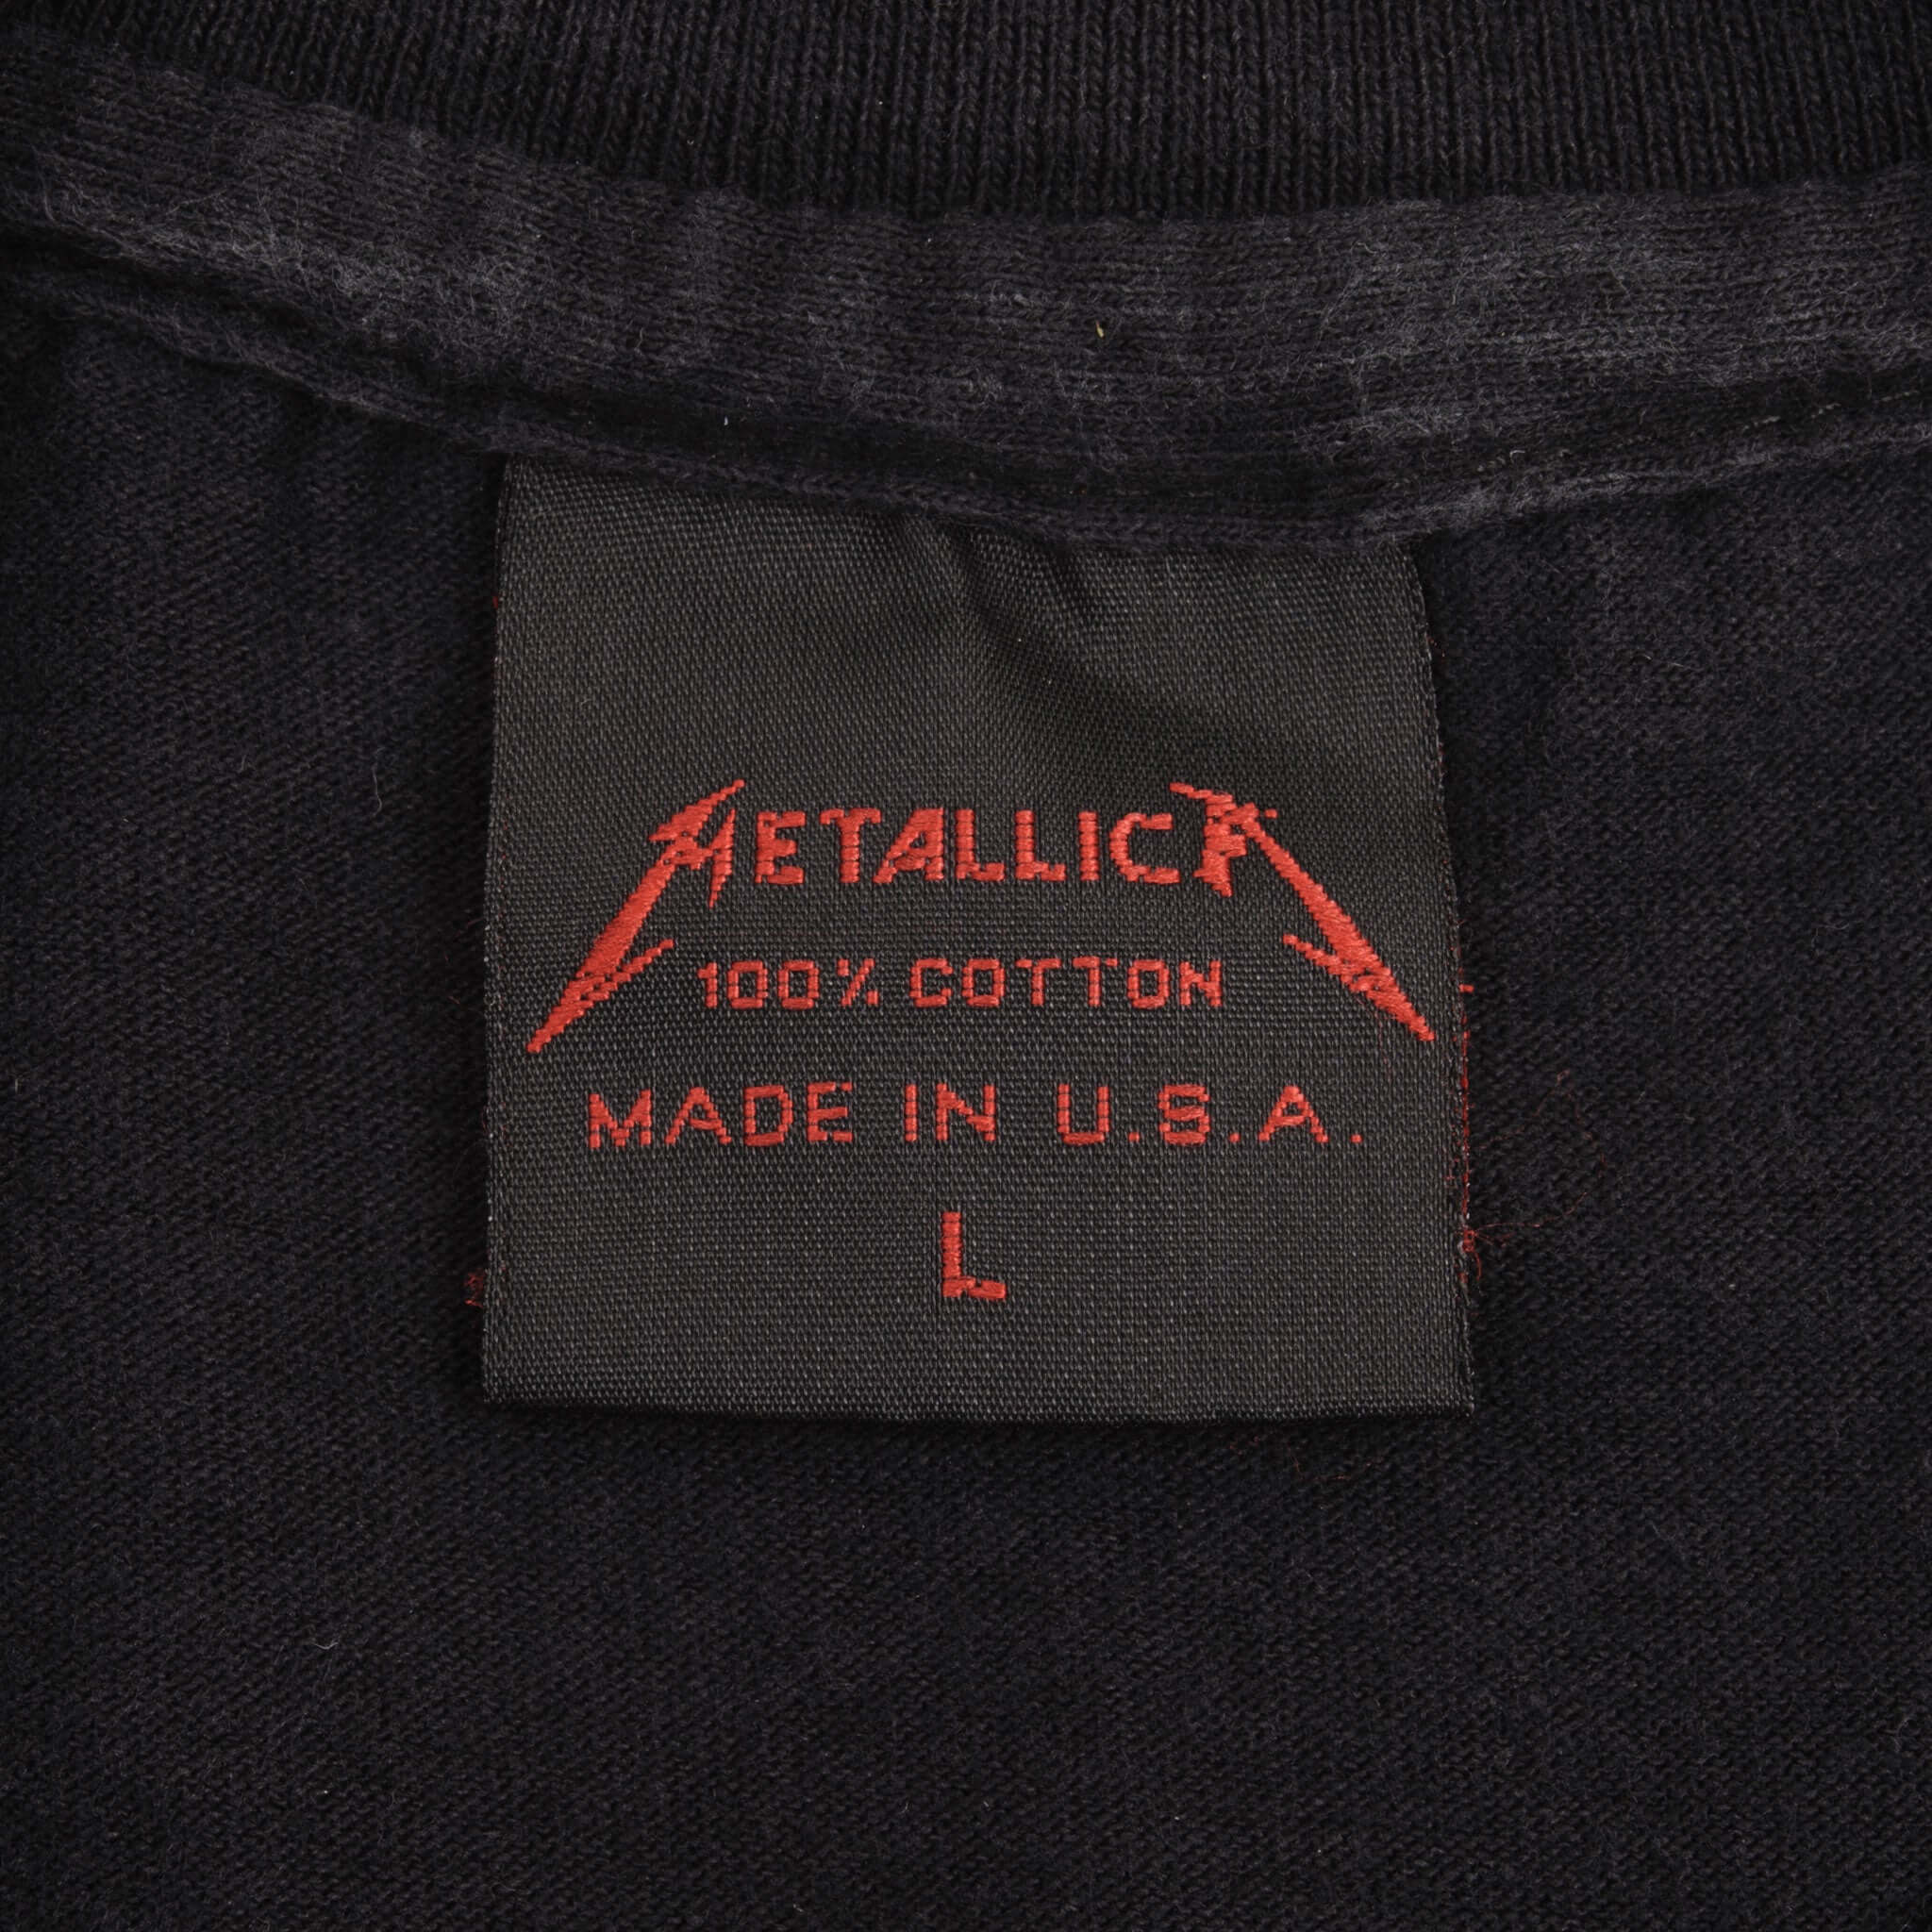 METALLICA
100% COTTON
MADE IN U.S.A.
L